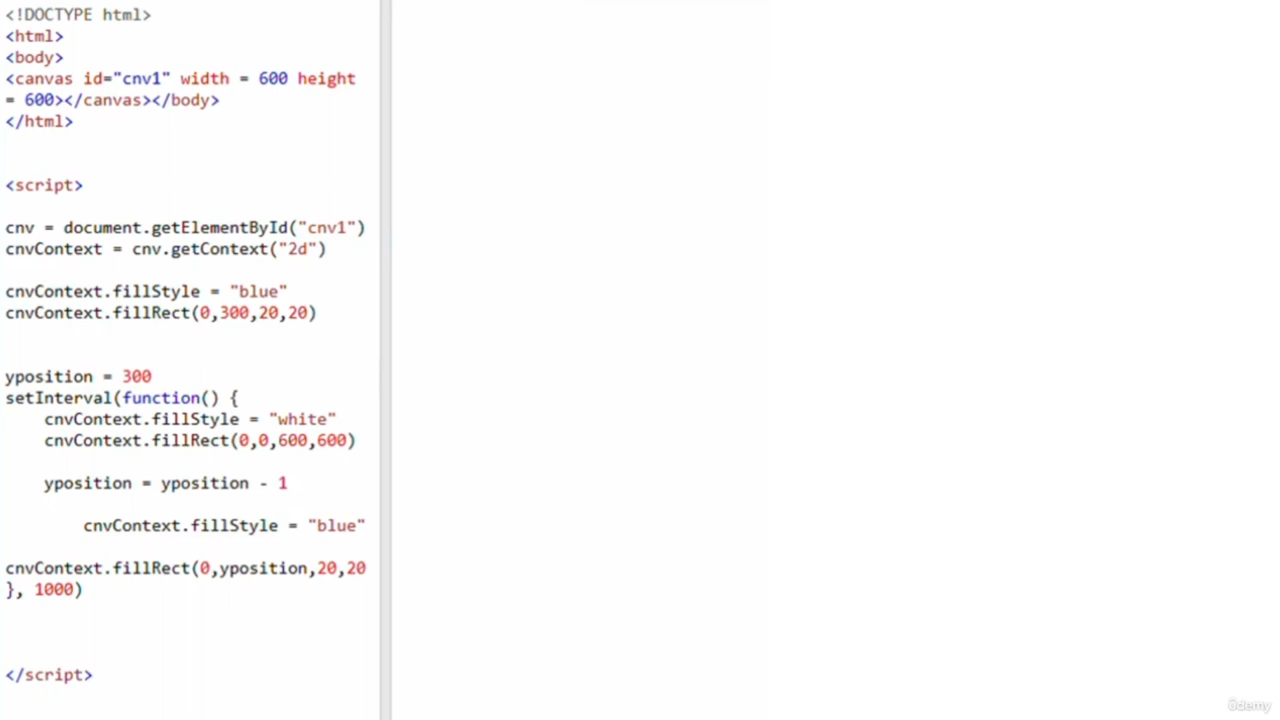 <!DOCTYPE html>
<html>
<body>
<canvas id="cnv1" width = 600 height
= 600></canvas></body>
</html>
<script>
cnv = document.getElementById("cnv1")
cnvContext = cnv.getContext("2d")
cnvContext.fillStyle = "blue"
cnvContext.fillRect(0,300,20,20)
yposition = 300
setInterval(function() {
cnvContext.fillStyle = "white"
cnvContext.fillRect(0,0,600,600)
yposition = yposition - 1
cnvContext.fillStyle = "blue"
cnvContext.fillRect(0,yposition,20,20
}, 1000)
</script>
ûdemy